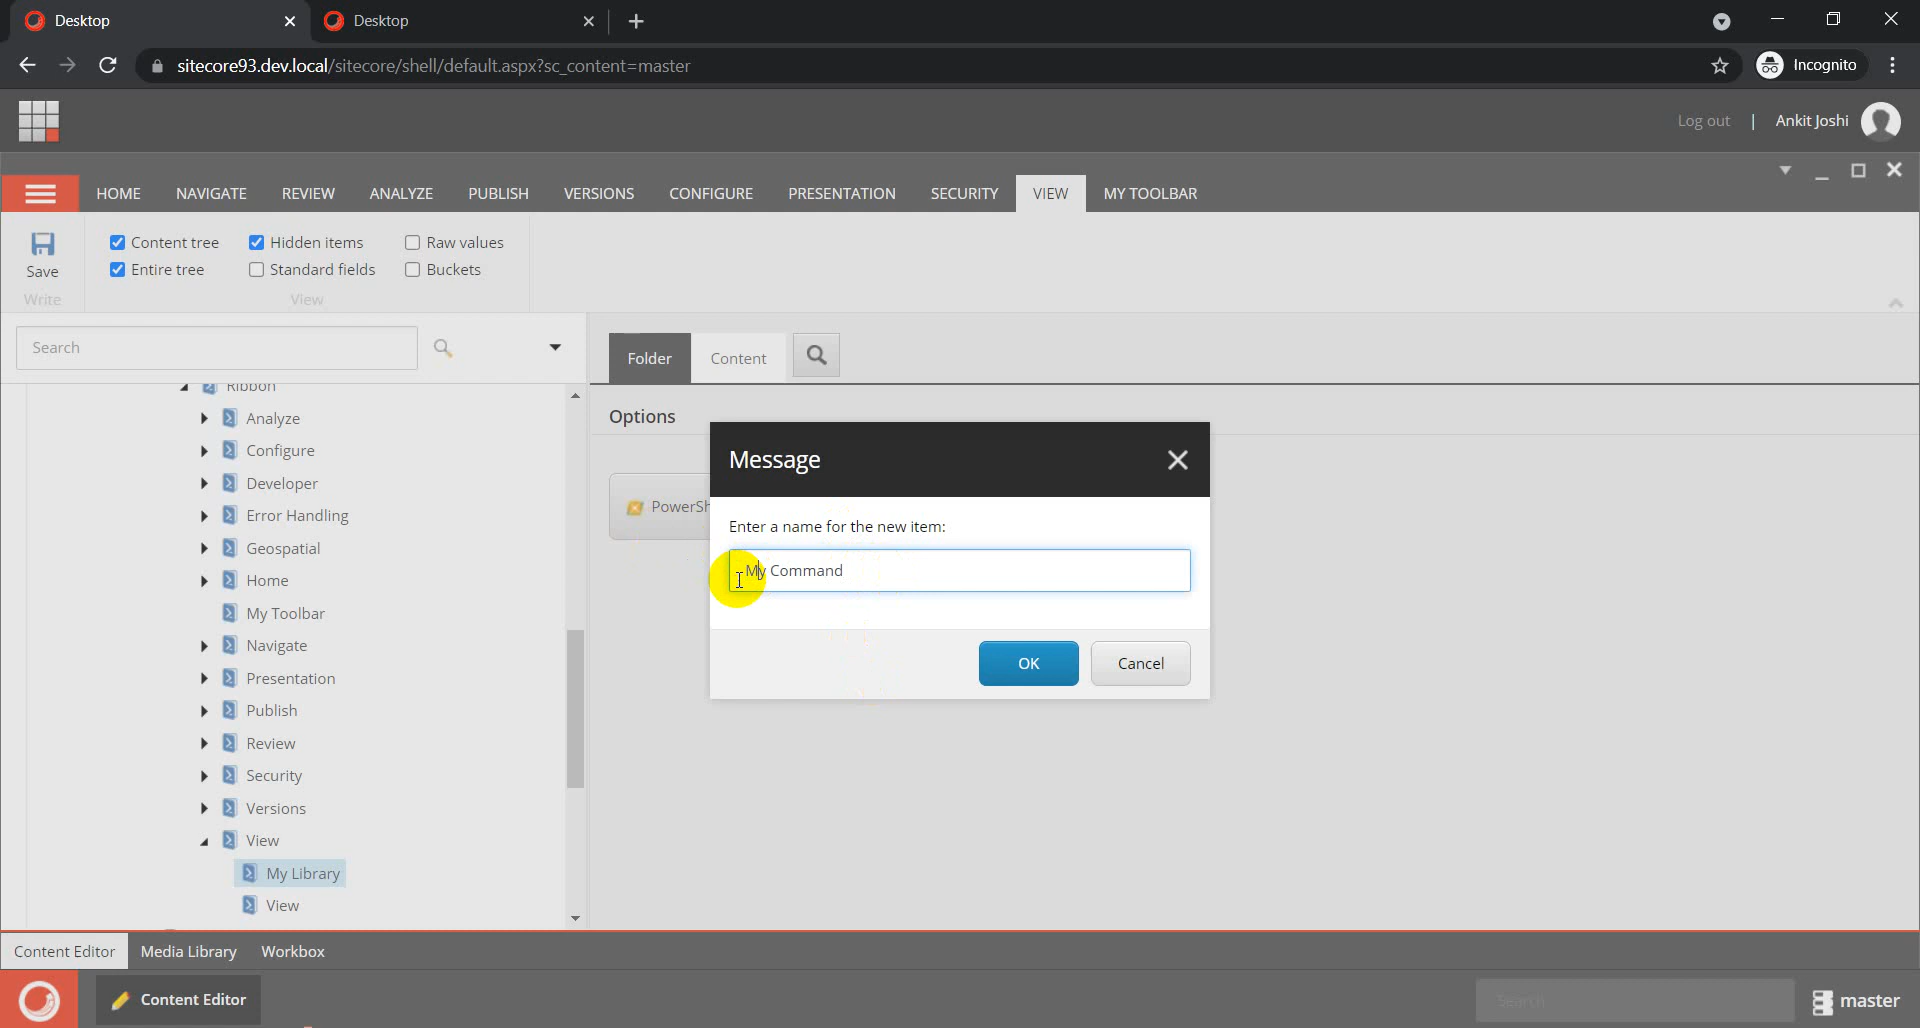 Desktop
Desktop
sitecore93.dev.local/sitecore/shell/default.aspx?sc_content=master
Incognito
Log out | Ankit Joshi
HOME NAVIGATE REVIEW ANALYZE PUBLISH VERSIONS CONFIGURE PRESENTATION SECURITY VIEW MY TOOLBAR
Content tree Hidden items Raw values
Save Entire tree Standard fields Buckets
Write View
Search
Folder Content
Ribbon
Analyze
Configure
Developer
Error Handling
Geospatial
Home
My Toolbar
Navigate
Presentation
Publish
Review
Security
Versions
View
My Library
View
Options
PowerSh
Message
Enter a name for the new item:
My Command
OK Cancel
Content Editor Media Library Workbox
Content Editor
Search
master